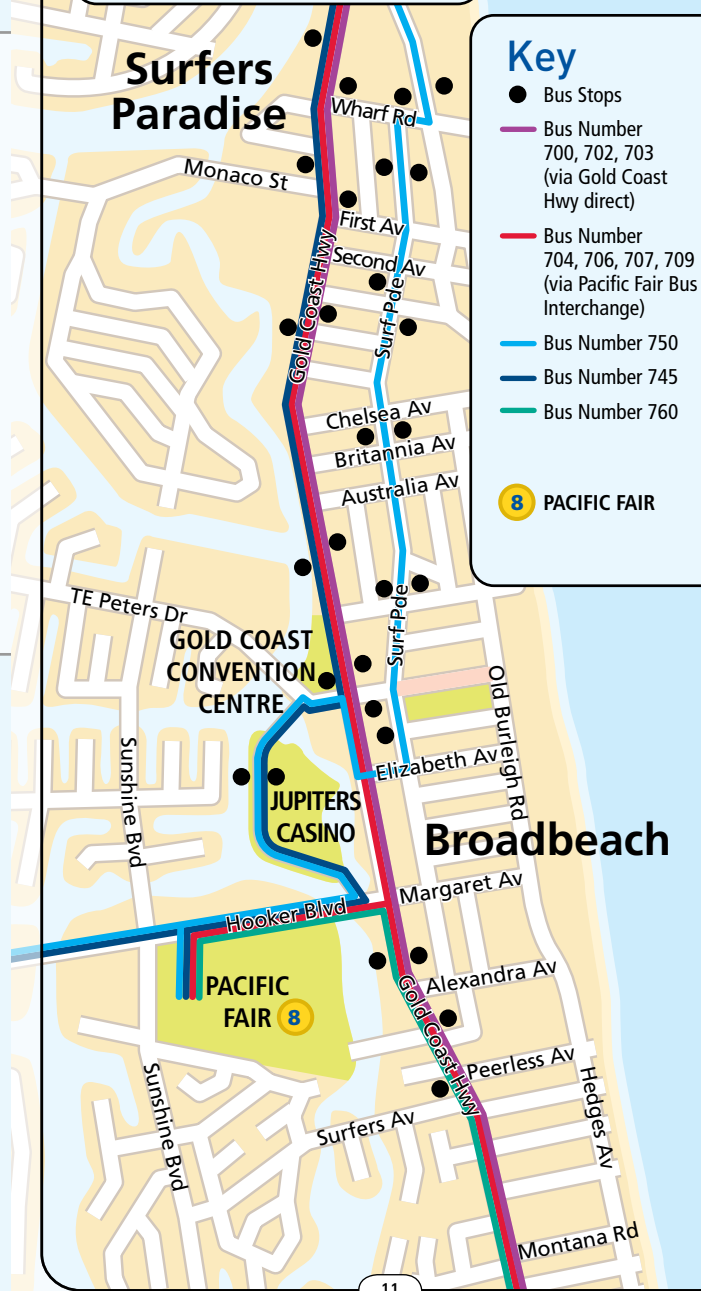 Surfers
Paradise
Wharf Rd
Monaco St
First Av
Second Av
Gold Coast Hwy
Surf Pde
Chelsea Av
Britannia Av
Australia Av
TE Peters Dr
GOLD COAST
CONVENTION
CENTRE
Surf Pde
Old Burleigh Rd
Elizabeth Av
Sunshine Bvd
JUPITERS
CASINO
Broadbeach
Margaret Av
Hooker Blvd
PACIFIC
FAIR 8
Alexandra Av
Gold Coast Hwy
Peerless Av
Hedges Av
Surfers Av
Sunshine Bvd
Montana Rd
11
Key
Bus Stops
Bus Number
700, 702, 703
(via Gold Coast
Hwy direct)
Bus Number
704, 706, 707, 709
(via Pacific Fair Bus
Interchange)
Bus Number 750
Bus Number 745
Bus Number 760
8 PACIFIC FAIR